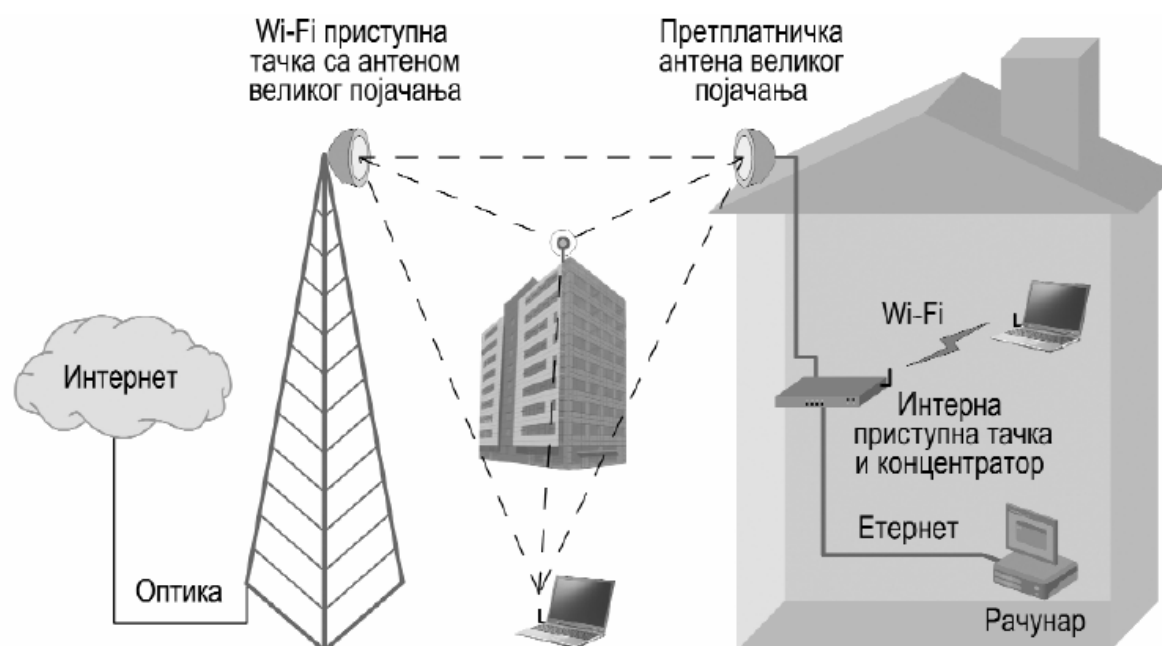 Wi-Fi приступна
тачка са антеном
великог појачања
Претплатничка
антена великог
појачања
Интернет
Оптика
Wi-Fi
Интерна
приступна тачка
и концентратор
Етернет
Рачунар